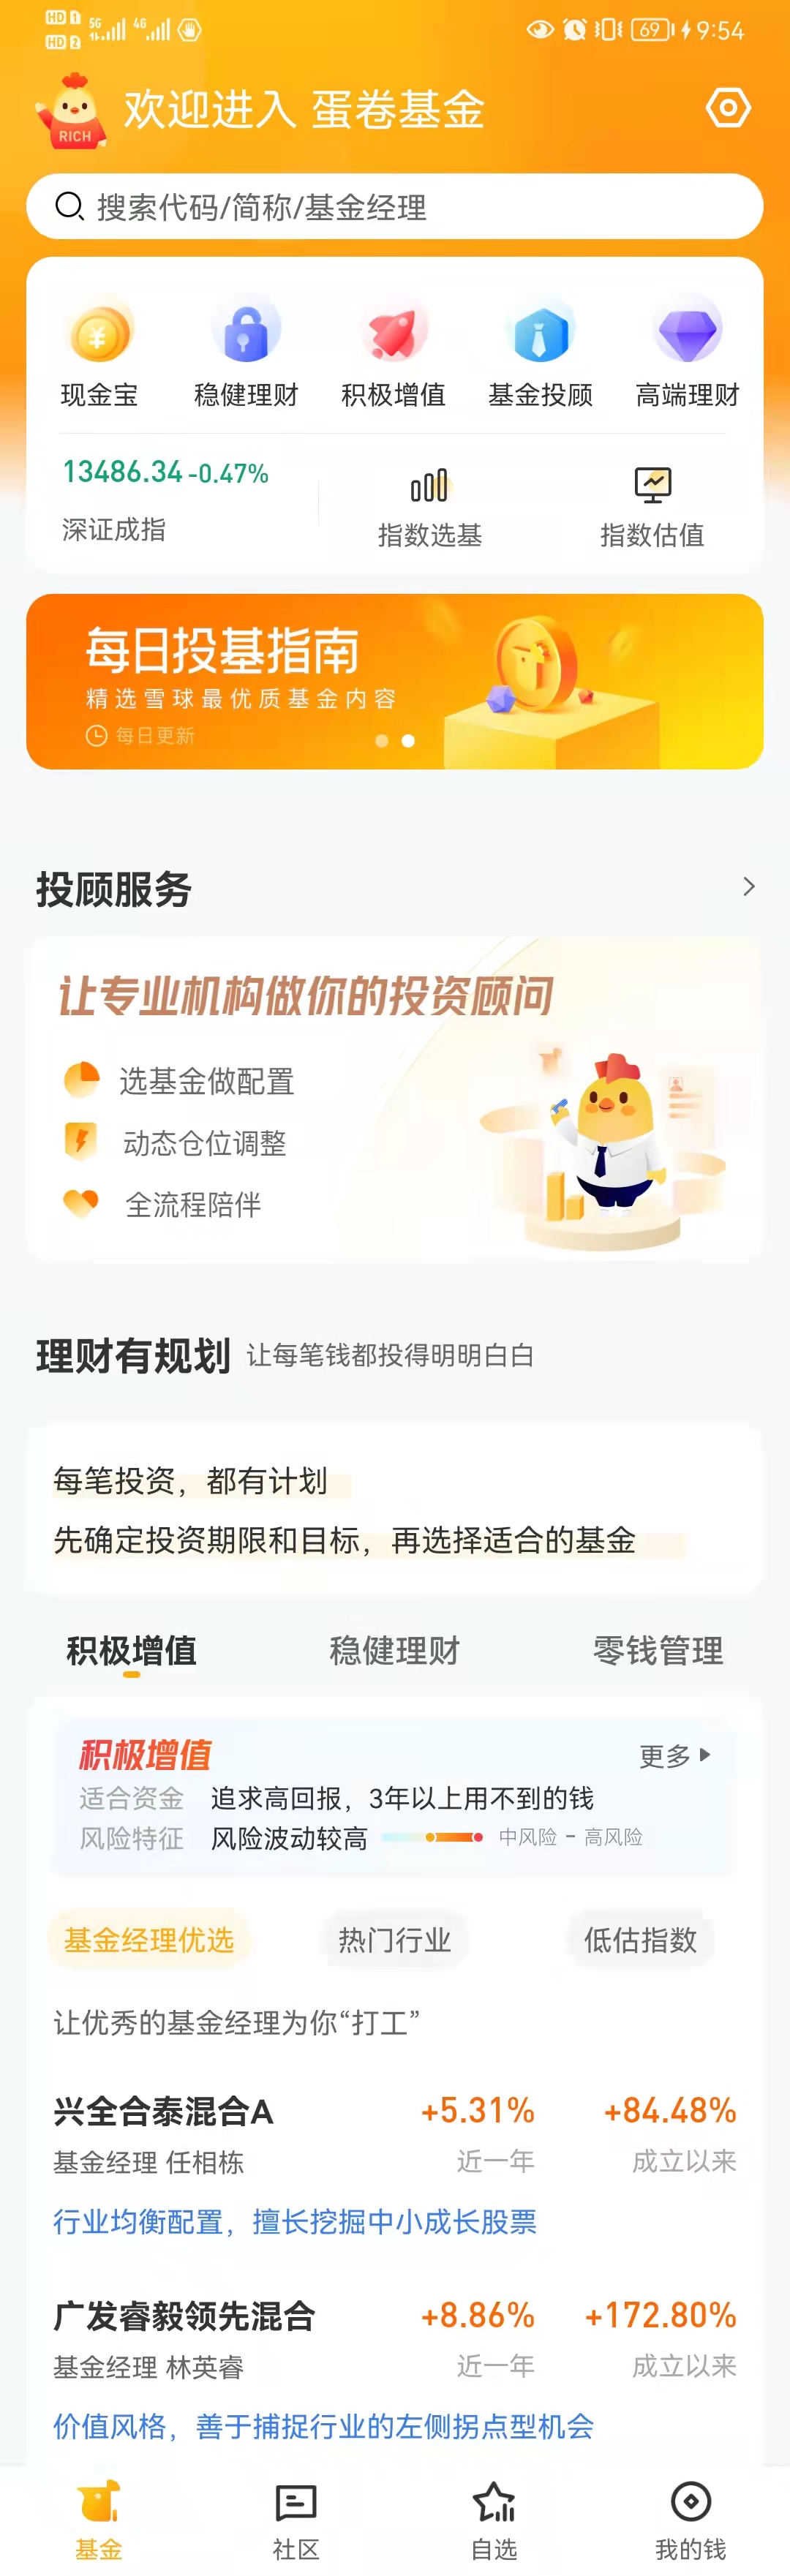 HD 1 5G 4G 69 9:54
HD 2
RICH 欢迎进入 蛋卷基金
搜索代码/简称/基金经理
现金宝 稳健理财 积极增值 基金投顾 高端理财
13486.34 -0.47%
深证成指 指数选基 指数估值
每日投基指南
精选雪球最优质基金内容
每日更新
投顾服务
让专业机构做你的投资顾问
选基金做配置
动态仓位调整
全流程陪伴
理财有规划 让每笔钱都投得明明白白
每笔投资，都有计划
先确定投资期限和目标，再选择适合的基金
积极增值 稳健理财 零钱管理
积极增值 更多
适合资金 追求高回报，3年以上用不到的钱
风险特征 风险波动较高 中风险 - 高风险
基金经理优选 热门行业 低估指数
让优秀的基金经理为你“打工”
兴全合泰混合A +5.31% +84.48%
基金经理 任相栋 近一年 成立以来
行业均衡配置，擅长挖掘中小成长股票
广发睿毅领先混合 +8.86% +172.80%
基金经理 林英睿 近一年 成立以来
价值风格，善于捕捉行业的左侧拐点型机会
基金 社区 自选 我的钱